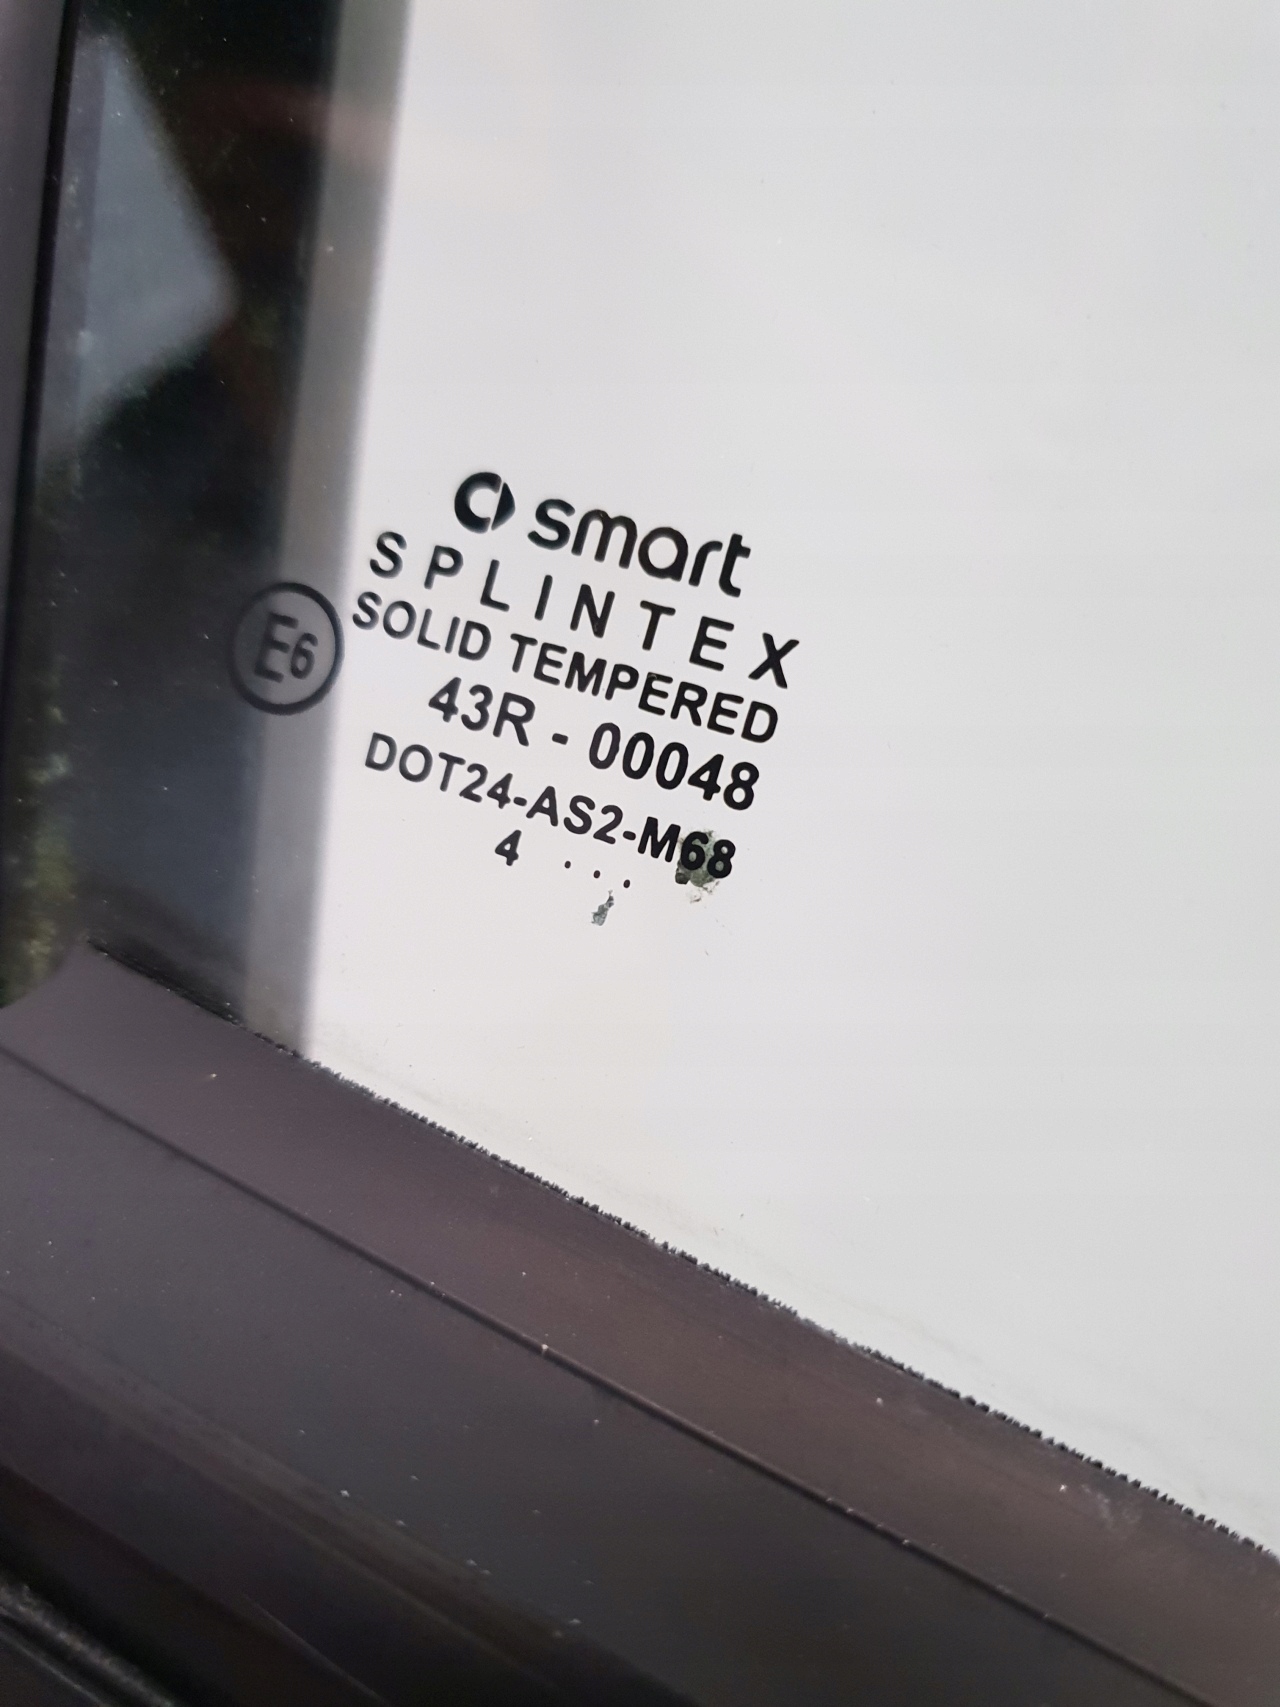 smart
SPLINTEX
E6
SOLID TEMPERED
43R - 00048
DOT24-AS2-M68
4 ...